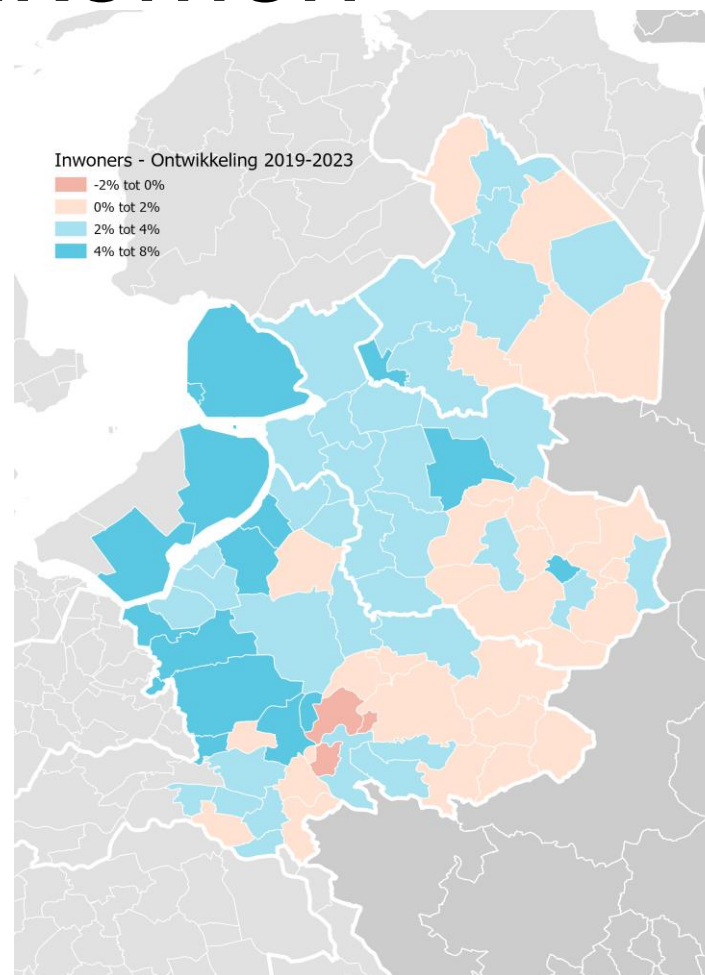 Inwoners - Ontwikkeling 2019-2023
-2% tot 0%
0% tot 2%
2% tot 4%
4% tot 8%